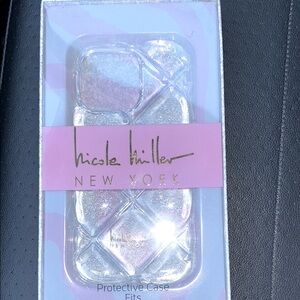 nicole miller
NEW YORK
Protective Case
Fits